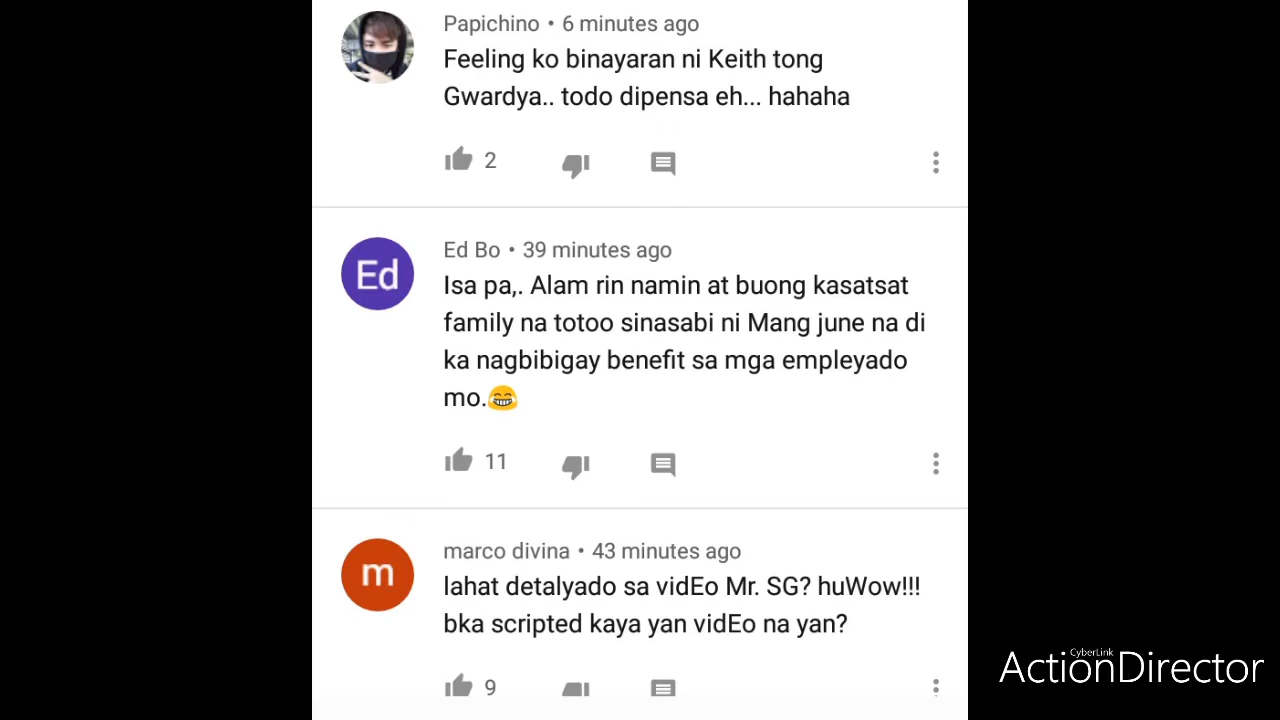 Papichino • 6 minutes ago
Feeling ko binayaran ni Keith tong
Gwardya.. todo dipensa eh... hahaha
2
Ed
Ed Bo • 39 minutes ago
Isa pa,. Alam rin namin at buong kasatsat
family na totoo sinasabi ni Mang june na di
ka nagbibigay benefit sa mga empleyado
mo.😂
11
m
marco divina • 43 minutes ago
lahat detalyado sa vidEo Mr. SG? huWow!!!
bka scripted kaya yan vidEo na yan?
9
CyberLink
ActionDirector